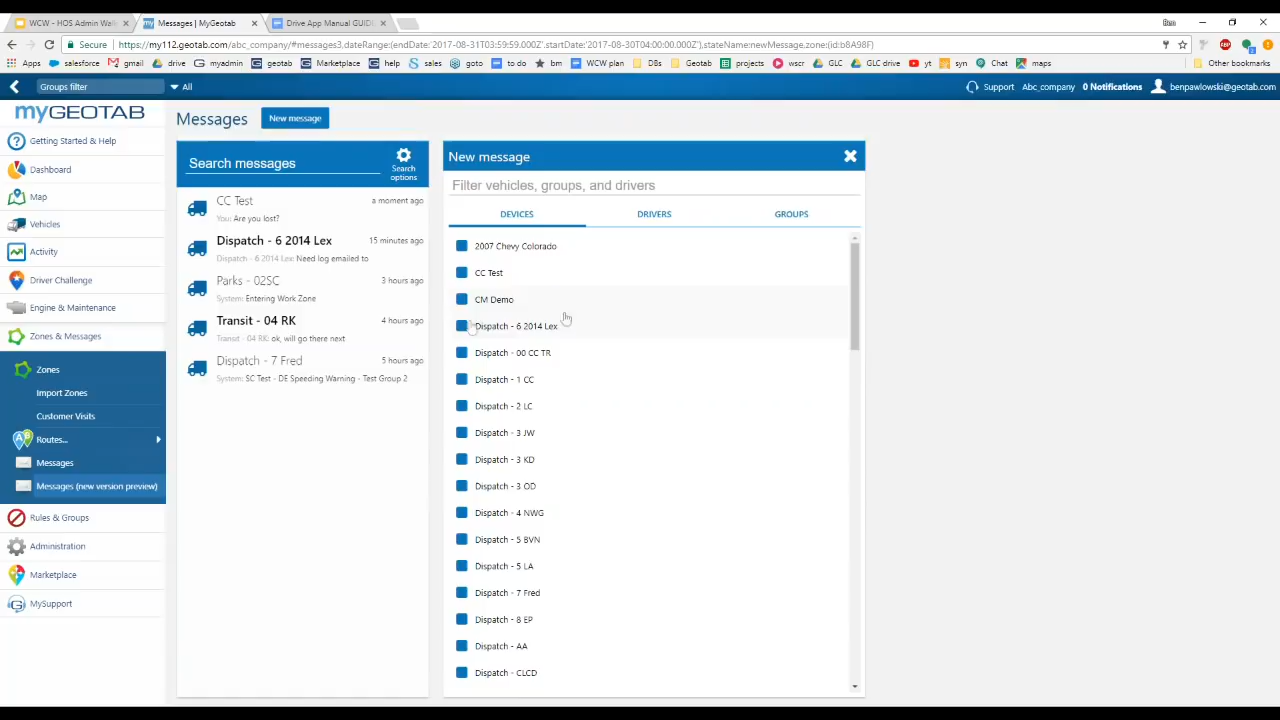 WCW - HOS Admin Walk
Messages | MyGeotab
Drive App Manual GUIDE
Ben
Secure
https://my112.geotab.com/abc_company/#messages3,dateRange:(endDate:'2017-08-31T03:59:59.000Z',startDate:'2017-08-30T04:00:00.000Z'),stateName:newMessage,zone:(id:b8A98F)
Apps salesforce gmail drive myadmin geotab Marketplace help sales goto to do bm WCW plan DBs Geotab projects wscr GLC GLC drive yt syn Chat maps Other bookmarks
Groups filter All Support Abc_company 0 Notifications benpawlowski@geotab.com
myGEOTAB
Getting Started & Help
Dashboard
Map
Vehicles
Activity
Driver Challenge
Engine & Maintenance
Zones & Messages
Zones
Import Zones
Customer Visits
Routes...
Messages
Messages (new version preview)
Rules & Groups
Administration
Marketplace
MySupport
Messages New message
Search messages
Search options
CC Test a moment ago
You: Are you lost?
Dispatch - 6 2014 Lex 15 minutes ago
Dispatch - 6 2014 Lex: Need log emailed to
Parks - 02SC 3 hours ago
System: Entering Work Zone
Transit - 04 RK 4 hours ago
Transit - 04 RK: ok, will go there next
Dispatch - 7 Fred 5 hours ago
System: SC Test - DE Speeding Warning - Test Group 2
New message
Filter vehicles, groups, and drivers
DEVICES DRIVERS GROUPS
2007 Chevy Colorado
CC Test
CM Demo
Dispatch - 6 2014 Lex
Dispatch - 00 CC TR
Dispatch - 1 CC
Dispatch - 2 LC
Dispatch - 3 JW
Dispatch - 3 KD
Dispatch - 3 OD
Dispatch - 4 NWG
Dispatch - 5 BVN
Dispatch - 5 LA
Dispatch - 7 Fred
Dispatch - 8 EP
Dispatch - AA
Dispatch - CLCD